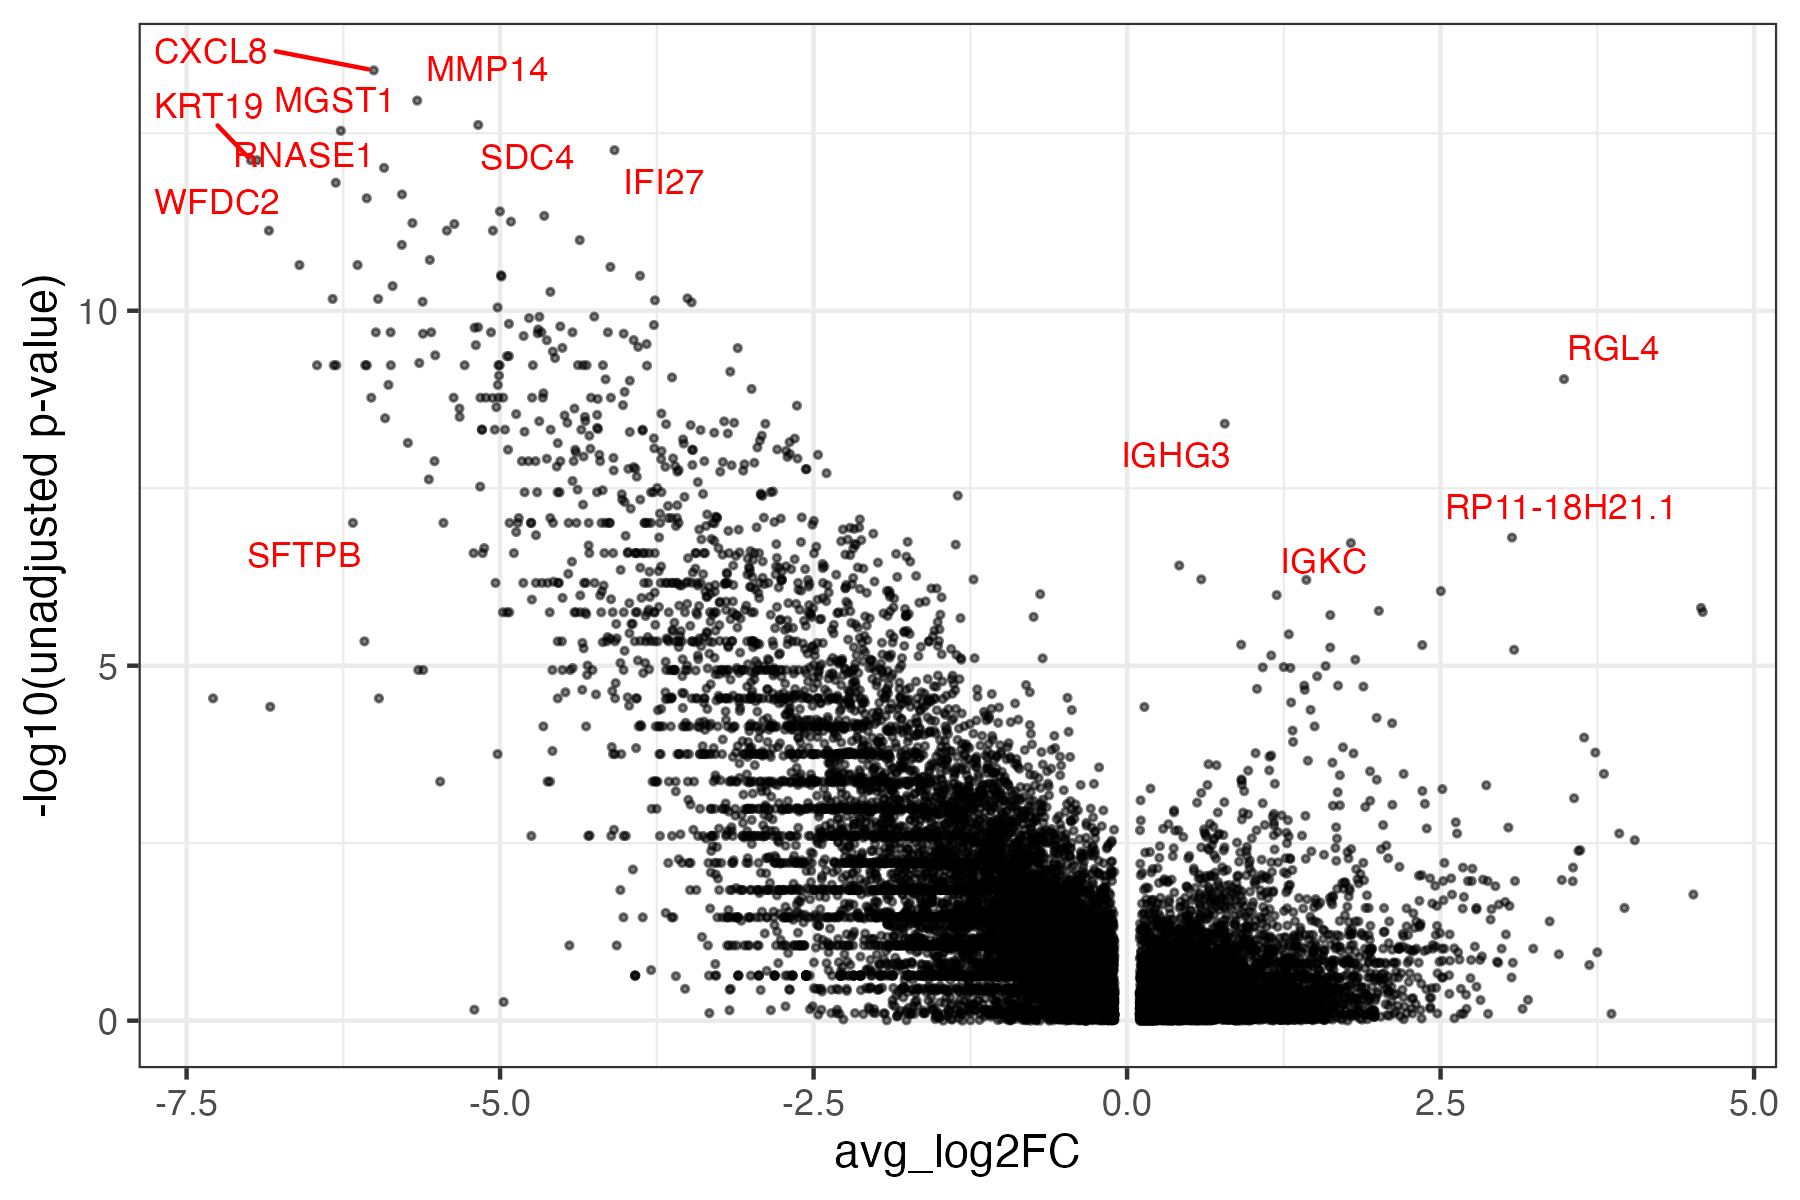 CXCL8
MMP14
KRT19
MGST1
RNASE1
SDC4
IFI27
WFDC2
RGL4
IGHG3
RP11-18H21.1
SFTPB
IGKC
-log10(unadjusted p-value)
10
5
0
-7.5
-5.0
-2.5
0.0
2.5
5.0
avg_log2FC